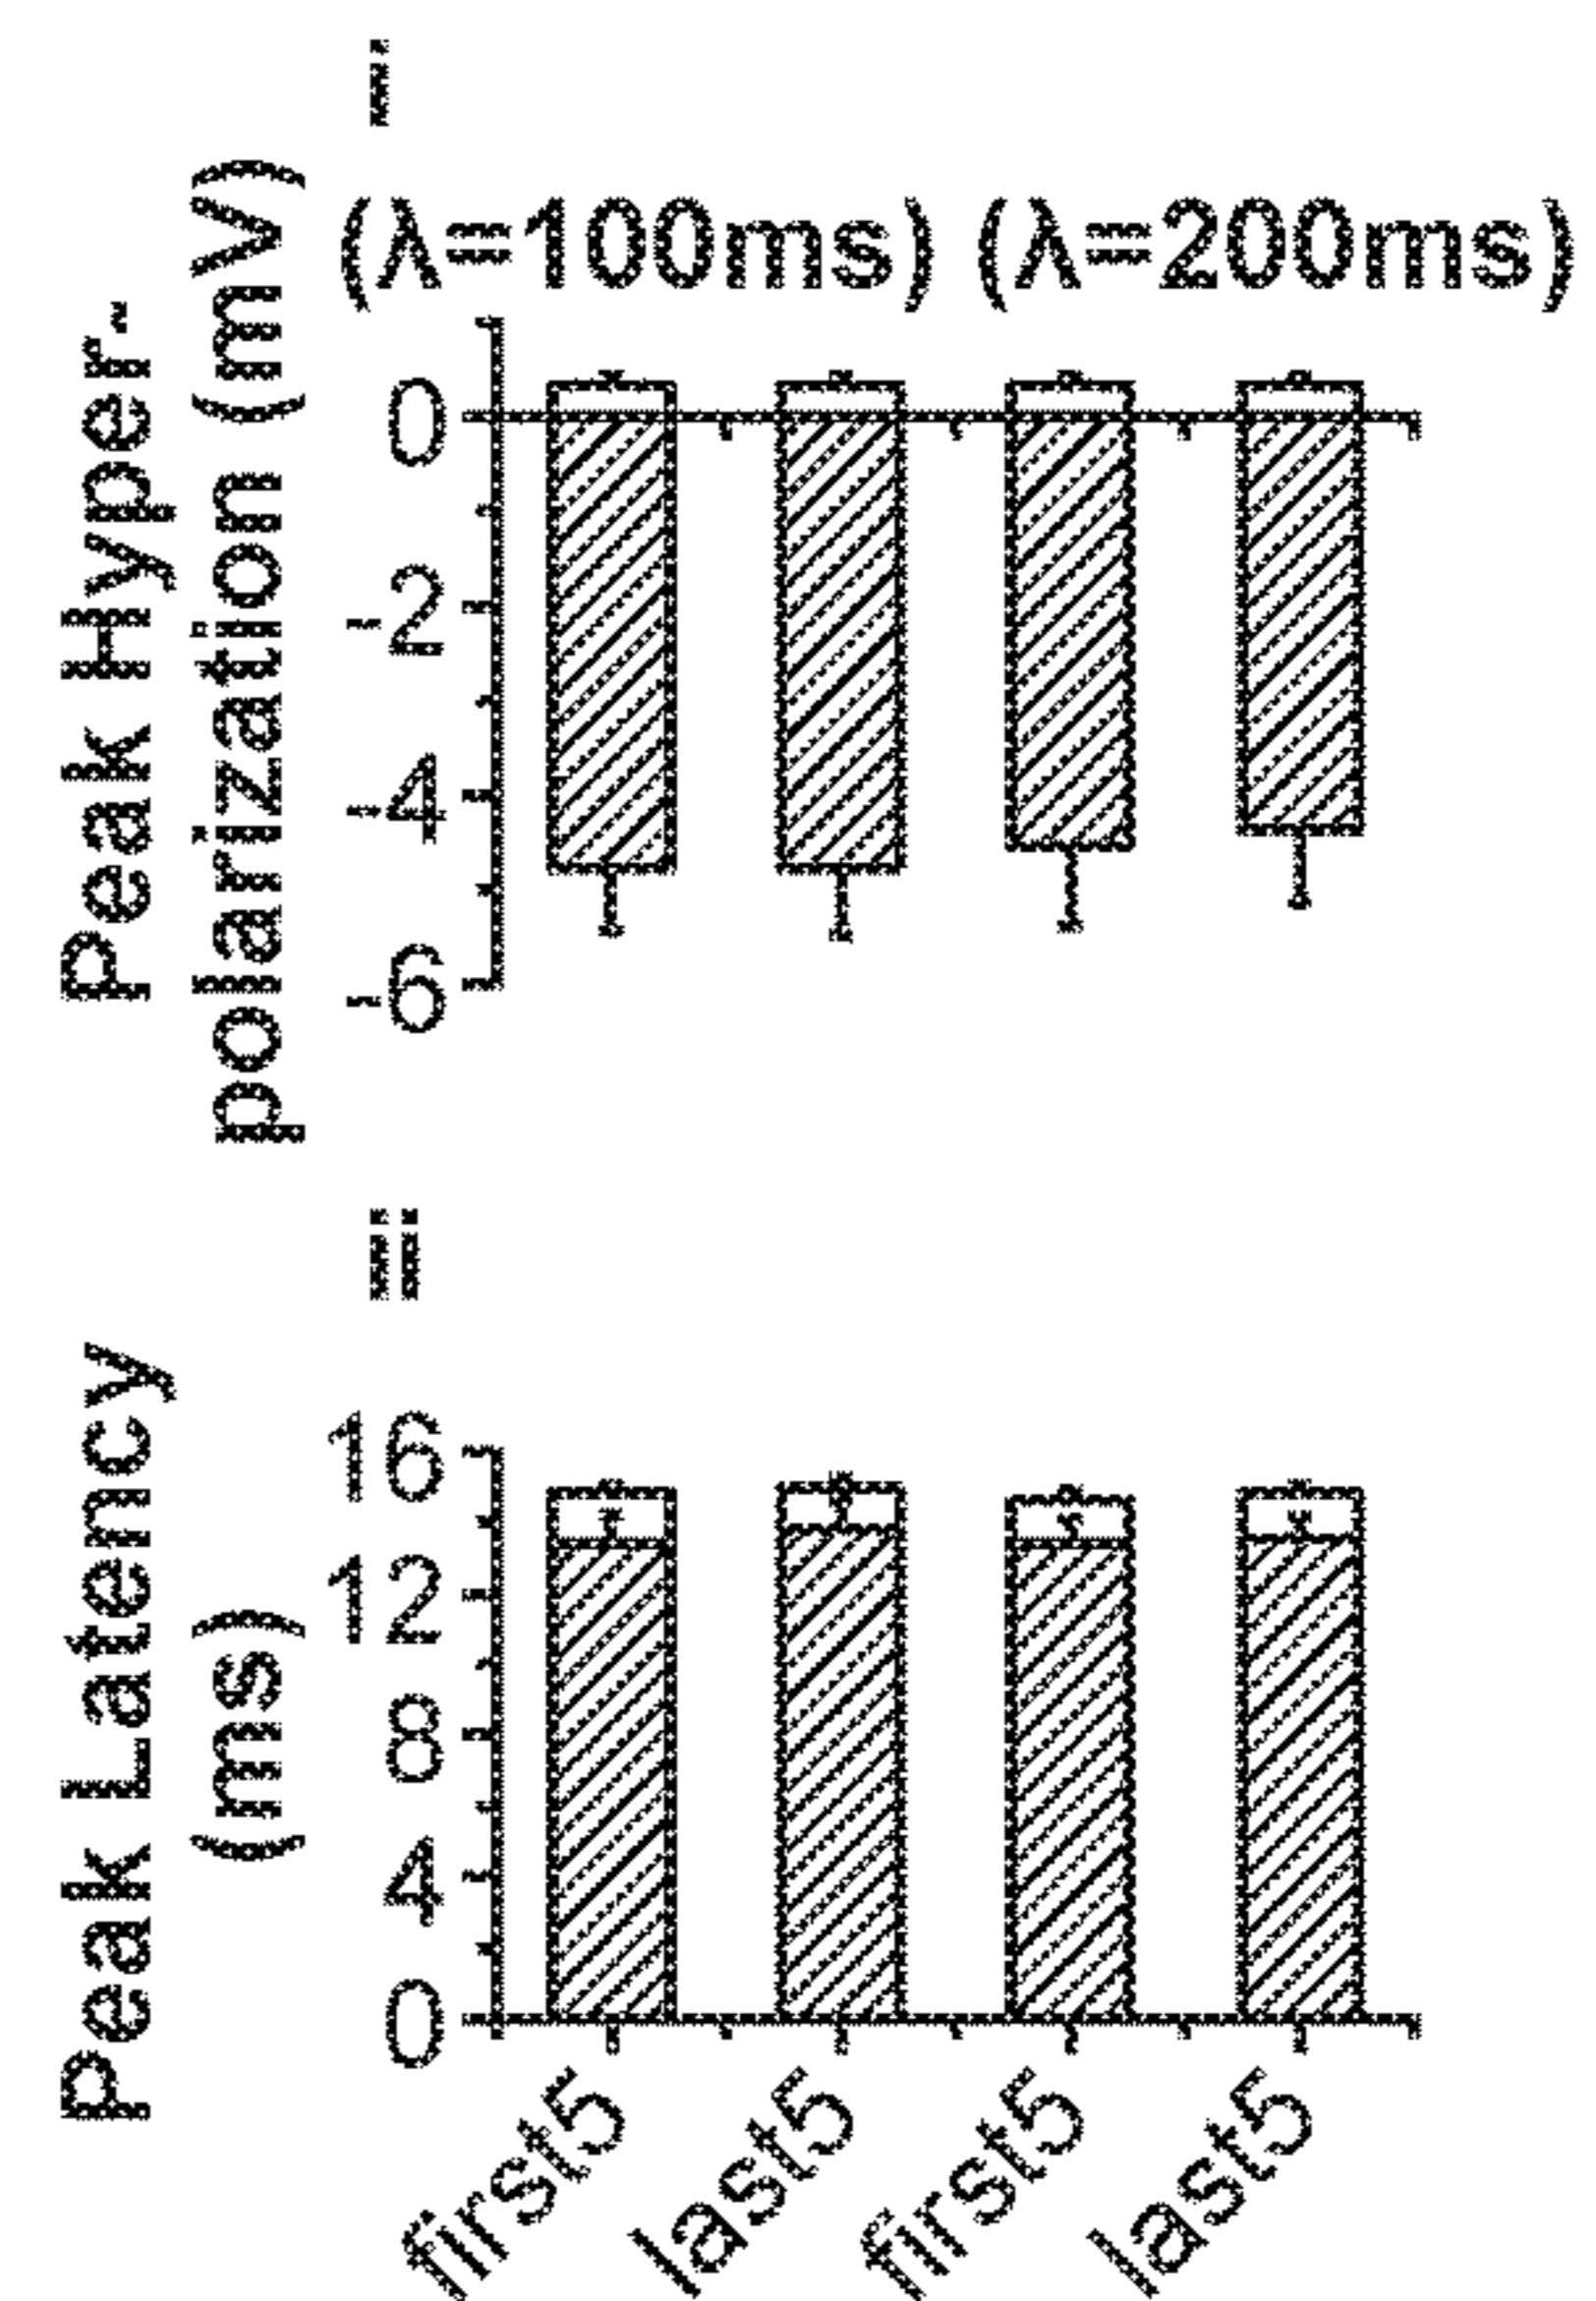 i
(λ=100ms) (λ=200ms)
Peak Hyper-
polarization (mV)
0
-2
-4
-6
ii
Peak Latency
(ms)
16
12
8
4
0
first5
last5
first5
last5